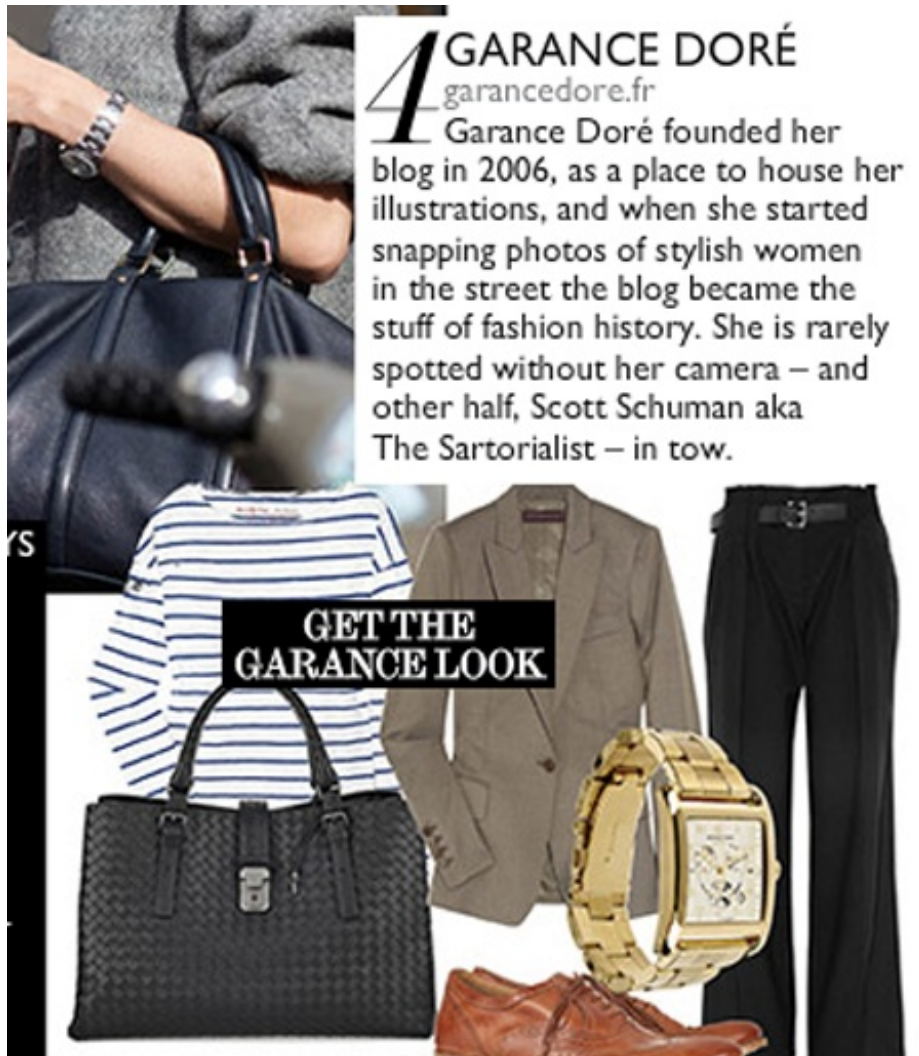 4
GARANCE DORÉ
garancedore.fr
Garance Doré founded her
blog in 2006, as a place to house her
illustrations, and when she started
snapping photos of stylish women
in the street the blog became the
stuff of fashion history. She is rarely
spotted without her camera – and
other half, Scott Schuman aka
The Sartorialist – in tow.
YS
GET THE
GARANCE LOOK